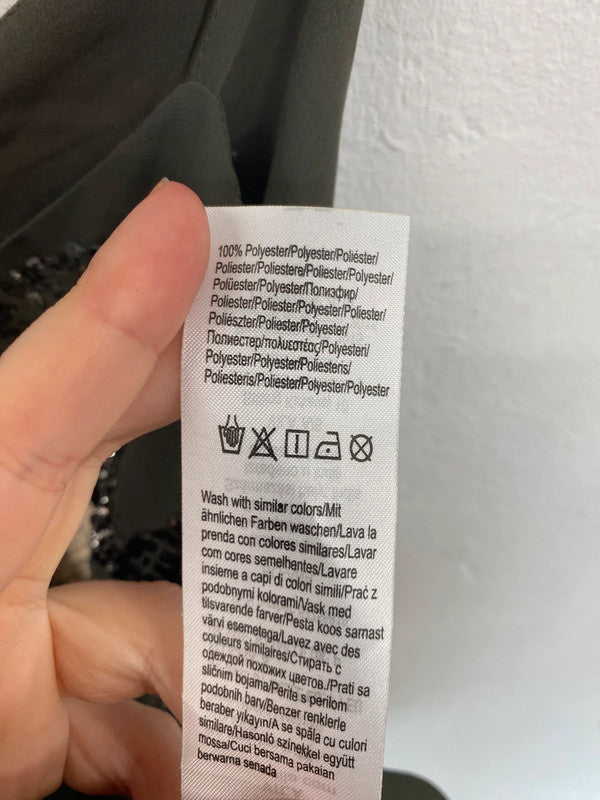 100% Polyester/Polyester/Poliéster/
Poliester/Poliestere/Poliester/Polyester/
Polüester/Polyester/Полиэфир/
Poliester/Poliester/Polyester/Poliester/
Poliészter/Poliester/Polyester/
Полиестер/πολυεστέας/Polyesteri/
Polyester/Polyester/Poliesteris/
Poliesteris/Poliester/Polyester/Polyester
Wash with similar colors/Mit
ähnlichen Farben waschen/Lava la
prenda con colores similares/Lavar
com cores semelhantes/Lavare
insieme a capi di colori simili/Prać z
podobnymi kolorami/Vask med
tilsvarende farver/Pesta koos sarnast
värvi esemetega/Lavez avec des
couleurs similaires/Стирать с
одеждой похожих цветов./Prati sa
sličnim bojama/Perite s perilom
podobnih barv/Benzer renklerle
beraber yıkayın/A se spăla cu culori
similare/Hasonló színekkel együtt
mossa/Cuci bersama pakaian
berwarna senada